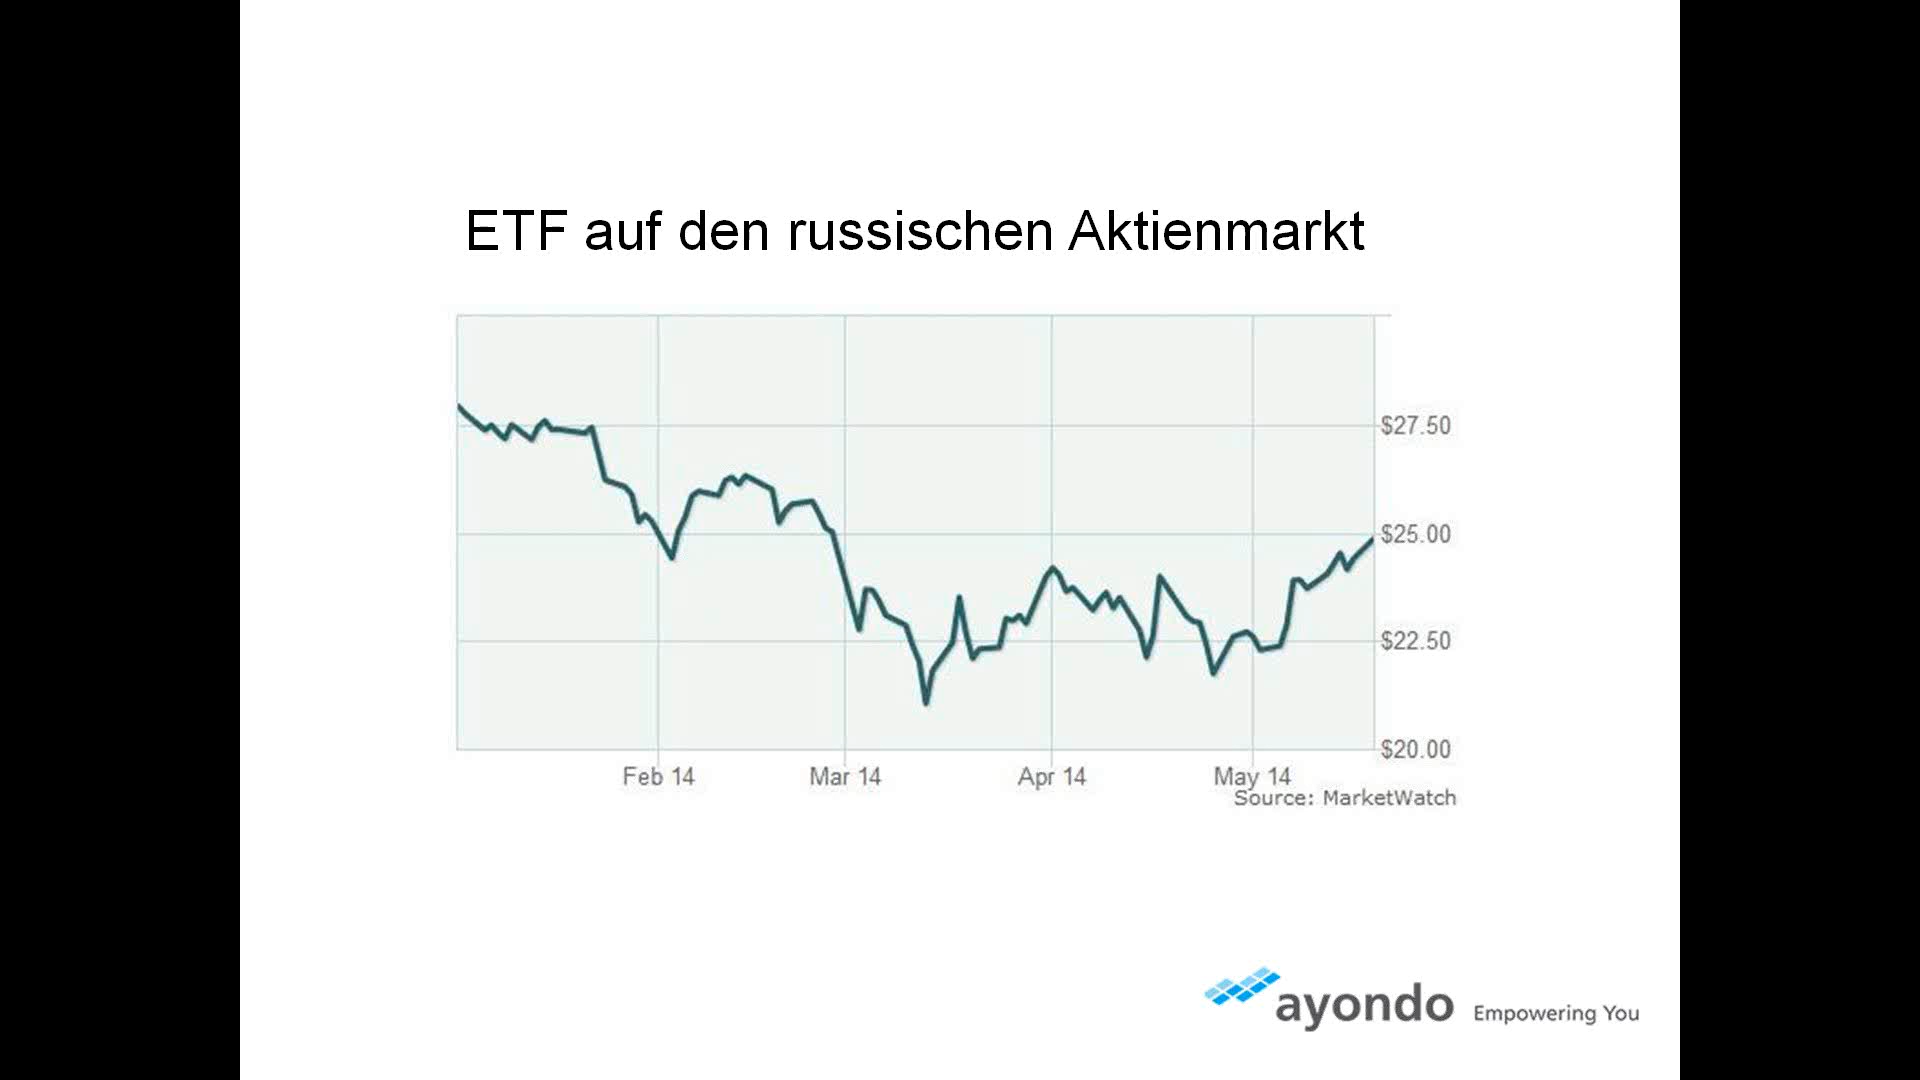 ETF auf den russischen Aktienmarkt
$27.50
$25.00
$22.50
$20.00
Feb 14 Mar 14 Apr 14 May 14
Source: MarketWatch
ayondo Empowering You